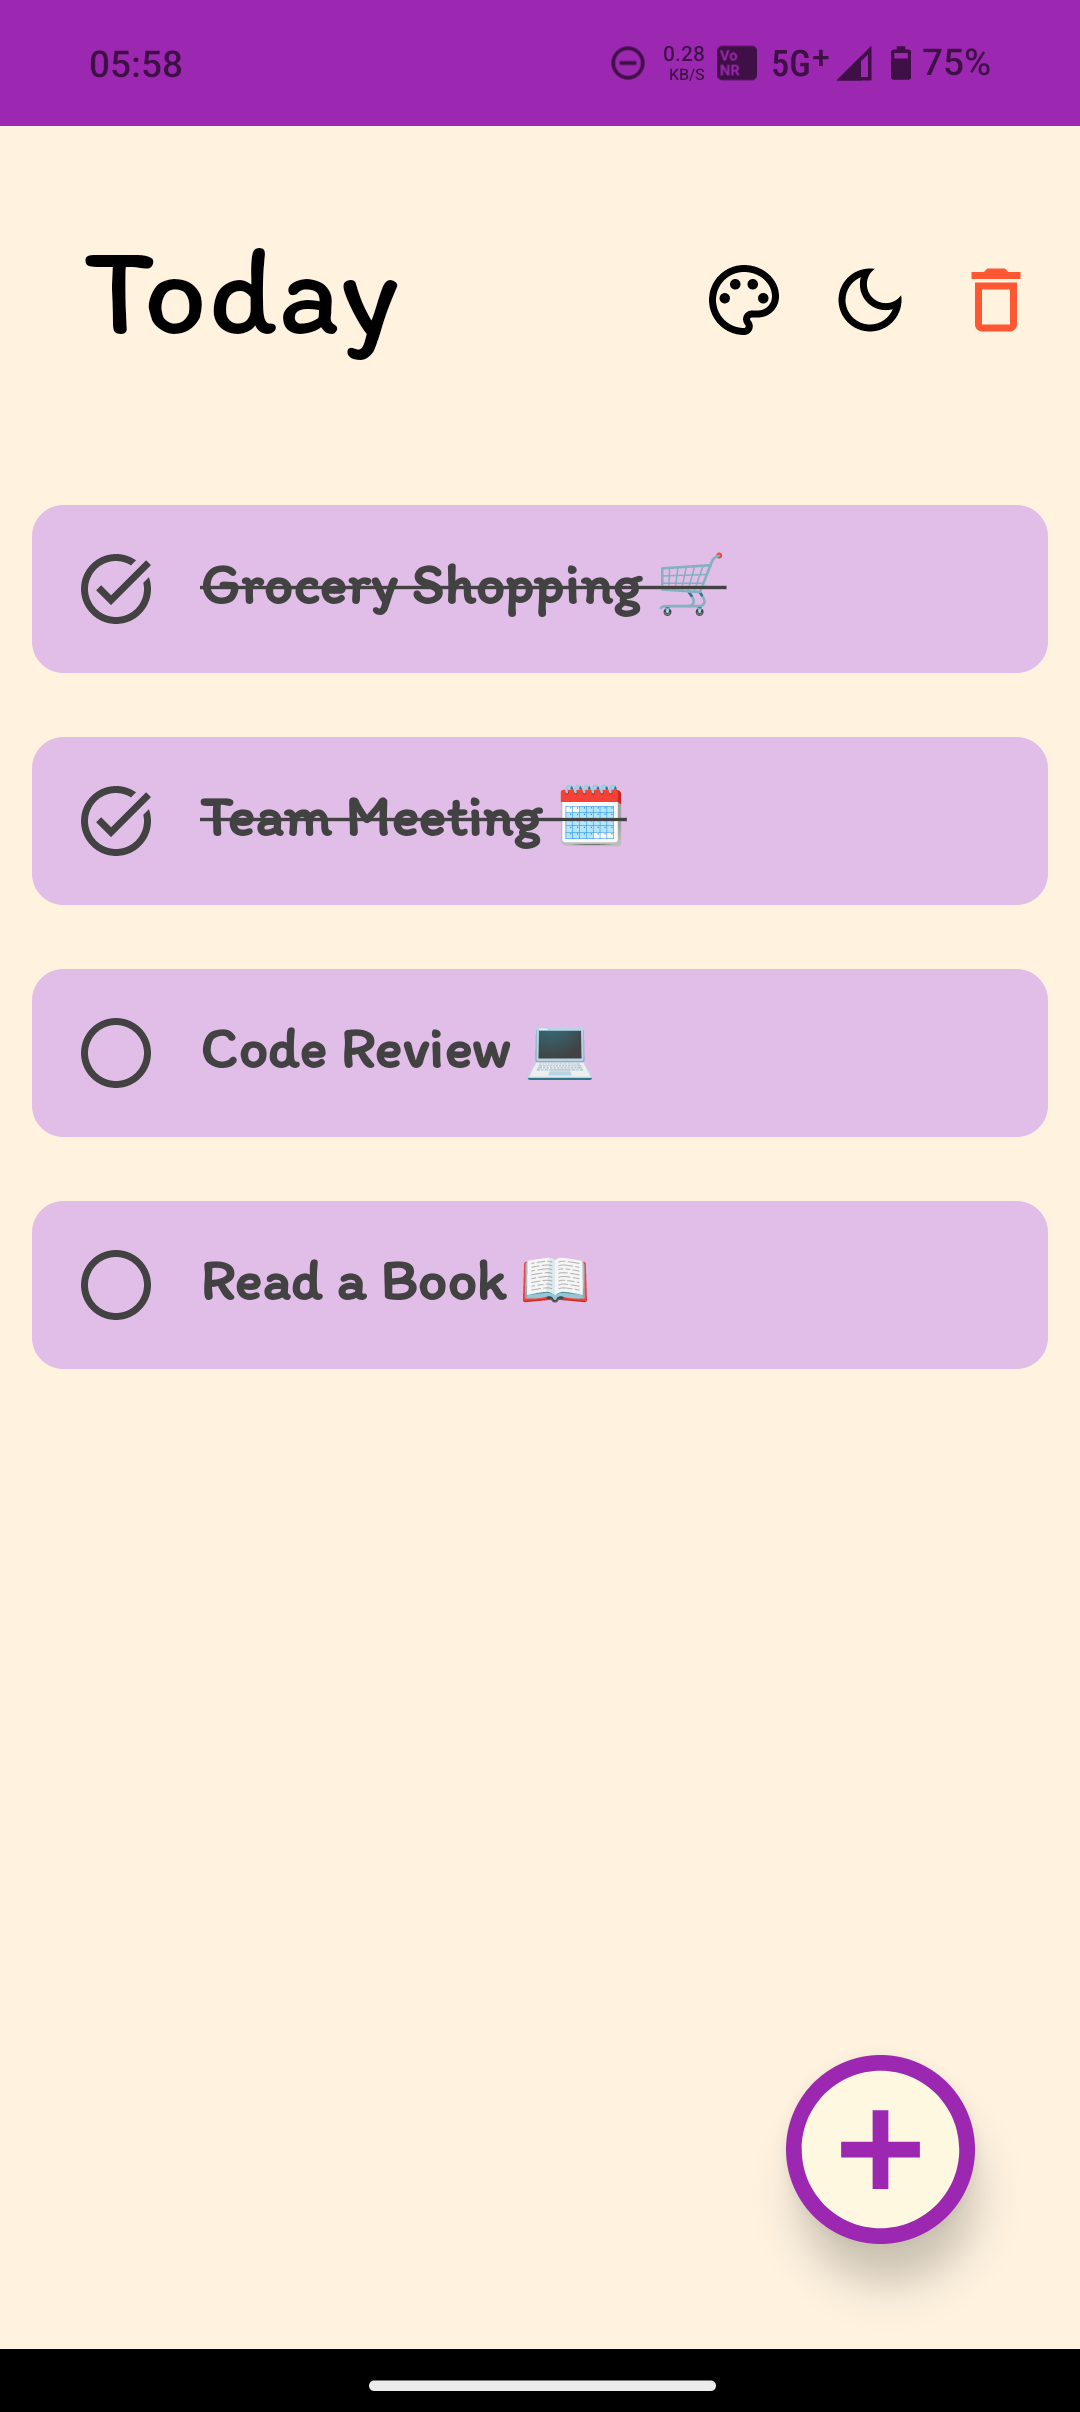 05:58
0.28 KB/S Vo NR 5G+ 75%
Today
Grocery Shopping 🛒
Team Meeting 🗓️
Code Review 💻
Read a Book 📖